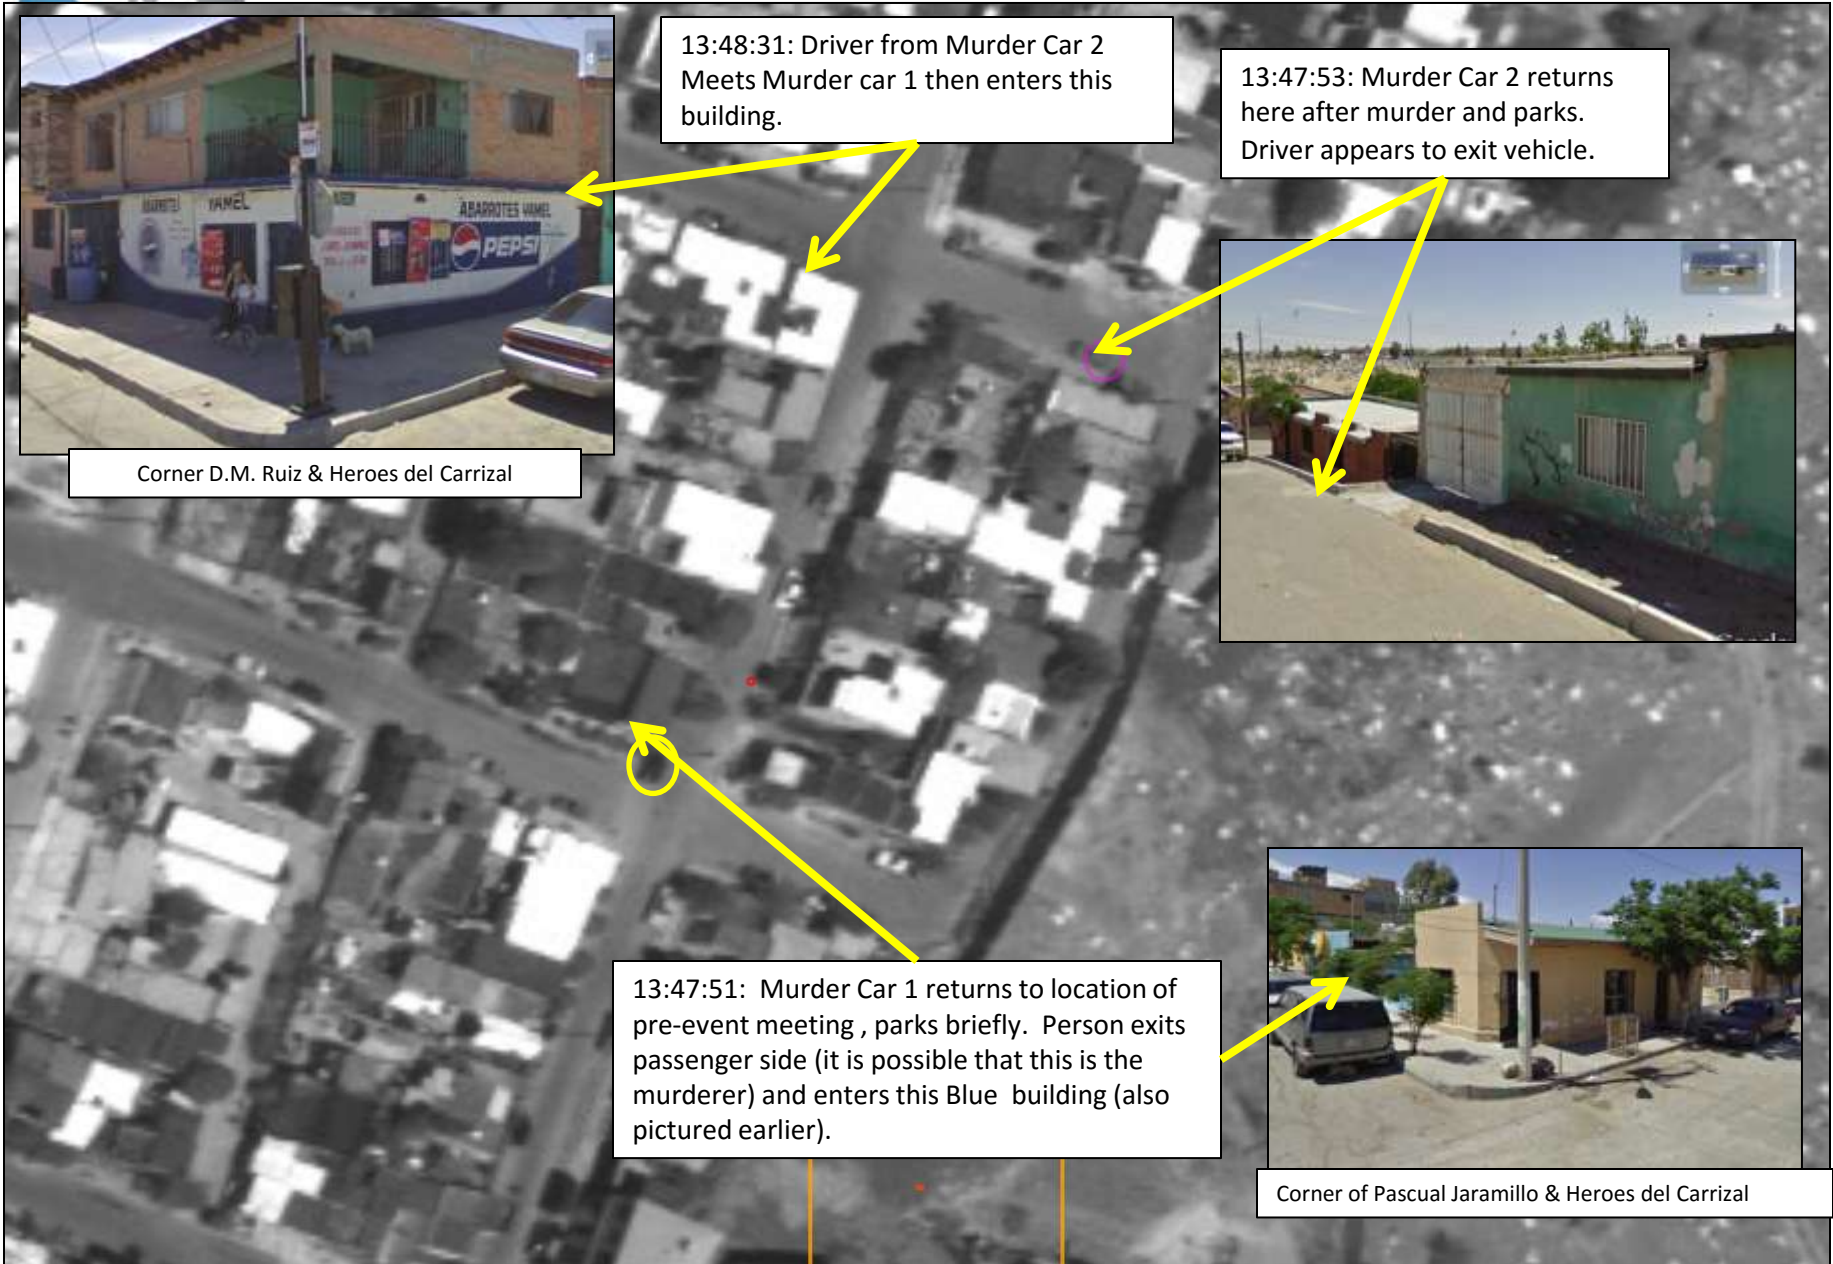 13:48:31: Driver from Murder Car 2
Meets Murder car 1 then enters this
building.
13:47:53: Murder Car 2 returns
here after murder and parks.
Driver appears to exit vehicle.
ABARROTES
YAMEL
ABARROTES YAMEL
PEPSI
Corner D.M. Ruiz & Heroes del Carrizal
13:47:51: Murder Car 1 returns to location of
pre-event meeting , parks briefly. Person exits
passenger side (it is possible that this is the
murderer) and enters this Blue building (also
pictured earlier).
Corner of Pascual Jaramillo & Heroes del Carrizal